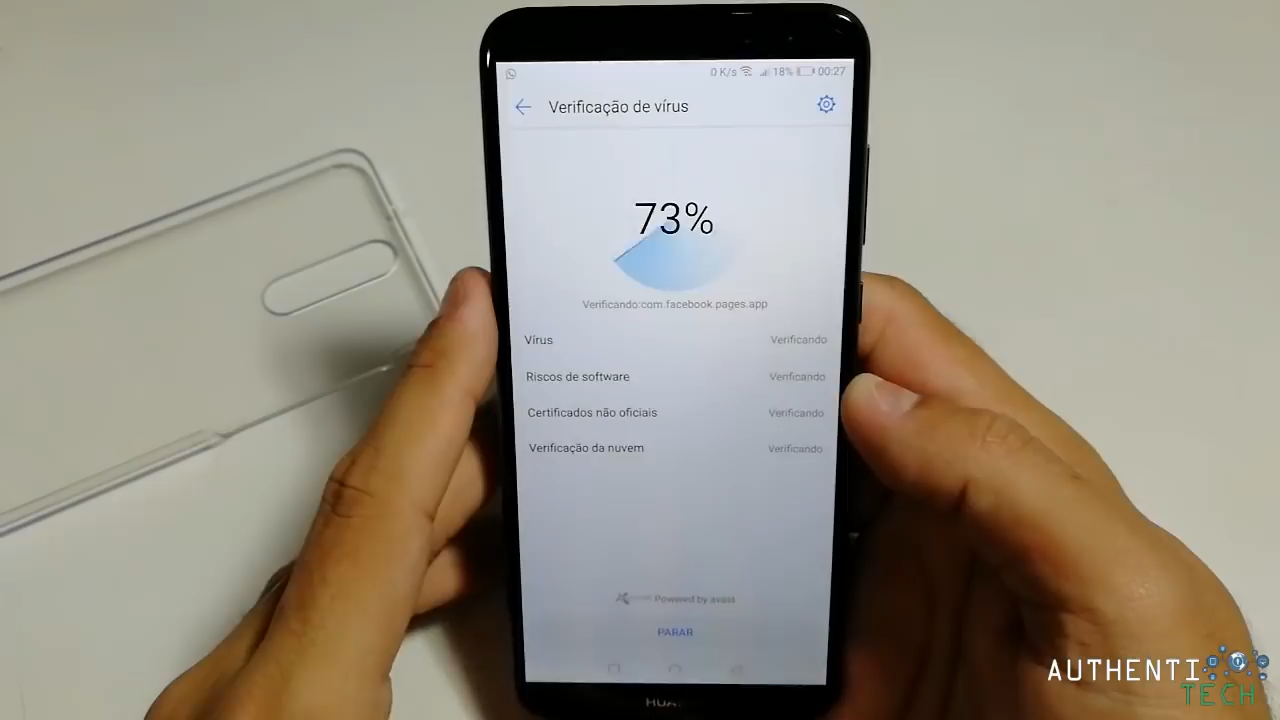 0 K/s 18% 00:27
Verificação de vírus
73%
Verificando:com.facebook.pages.app
Vírus Verificando
Riscos de software Verificando
Certificados não oficiais Verificando
Verificação da nuvem Verificando
Powered by avast
PARAR
AUTHENTI
TECH